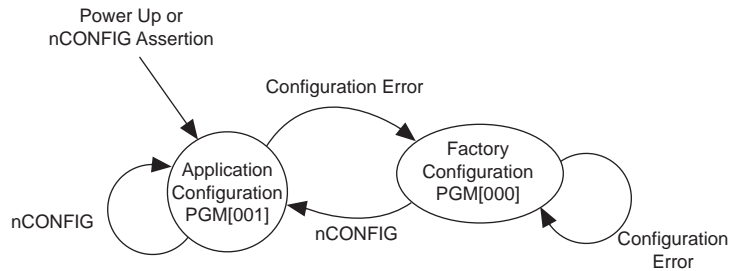 Power Up or
nCONFIG Assertion
Configuration Error
Application
Configuration
PGM[001]
Factory
Configuration
PGM[000]
nCONFIG
nCONFIG
Configuration
Error